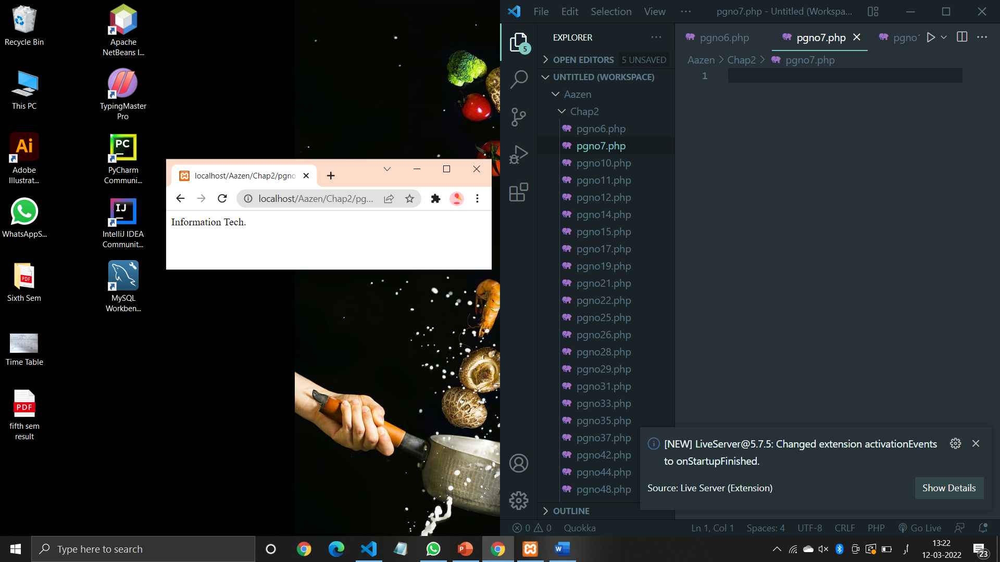 Recycle Bin
Apache
NetBeans I...
This PC
TypingMaster
Pro
Adobe
Illustrat...
PyCharm
Communi...
WhatsAppS...
IntelliJ IDEA
Communit...
Sixth Sem
MySQL
Workben...
Time Table
fifth sem
result
localhost/Aazen/Chap2/pgno
localhost/Aazen/Chap2/pg...
Information Tech.
File Edit Selection View ... pgno7.php - Untitled (Workspa...
EXPLORER
OPEN EDITORS 5 UNSAVED
UNTITLED (WORKSPACE)
Aazen
Chap2
pgno6.php
pgno7.php
pgno10.php
pgno11.php
pgno12.php
pgno14.php
pgno15.php
pgno17.php
pgno19.php
pgno21.php
pgno22.php
pgno25.php
pgno26.php
pgno28.php
pgno29.php
pgno31.php
pgno33.php
pgno35.php
pgno37.php
pgno42.php
pgno44.php
pgno48.php
OUTLINE
5
pgno6.php pgno7.php pgno1
Aazen > Chap2 > pgno7.php
1
[NEW] LiveServer@5.7.5: Changed extension activationEvents
to onStartupFinished.
Source: Live Server (Extension)
Show Details
0 0 Quokka Ln 1, Col 1 Spaces: 4 UTF-8 CRLF PHP Go Live
Type here to search
13:22
12-03-2022
23